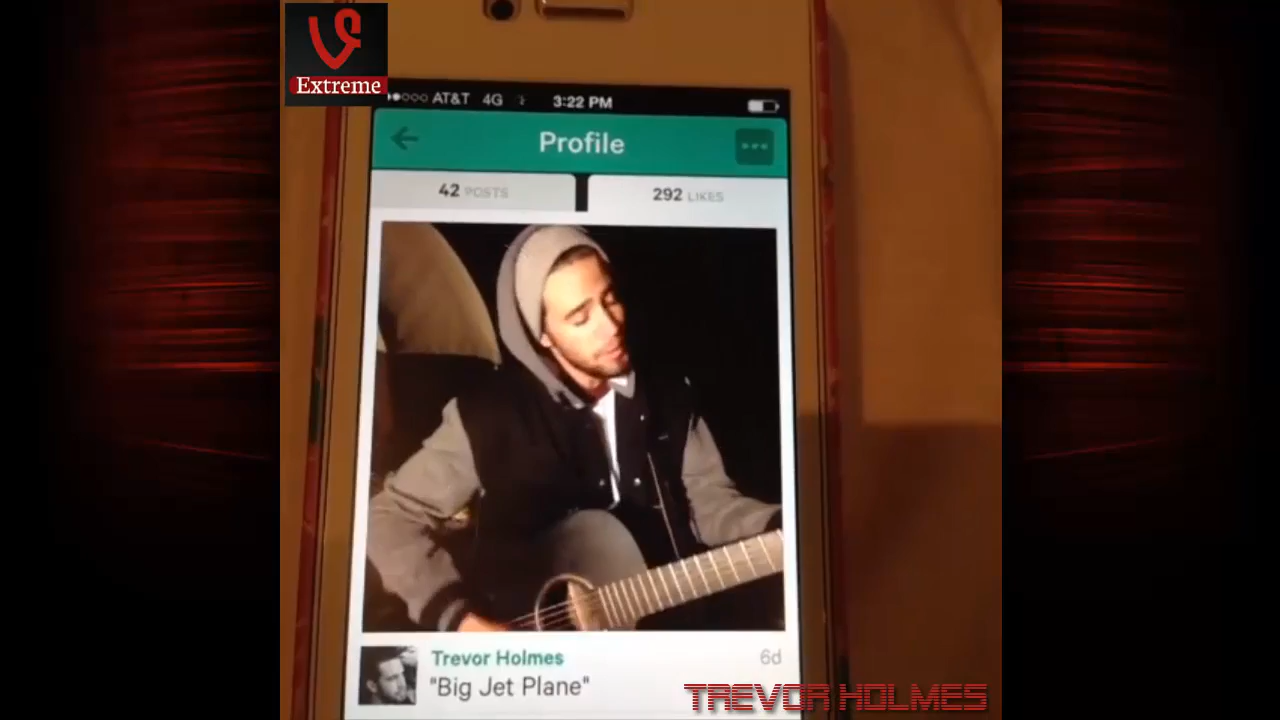 Extreme
AT&T 4G 3:22 PM
Profile
42 POSTS
292 LIKES
Trevor Holmes
6d
"Big Jet Plane"
TREVOR HOLMES